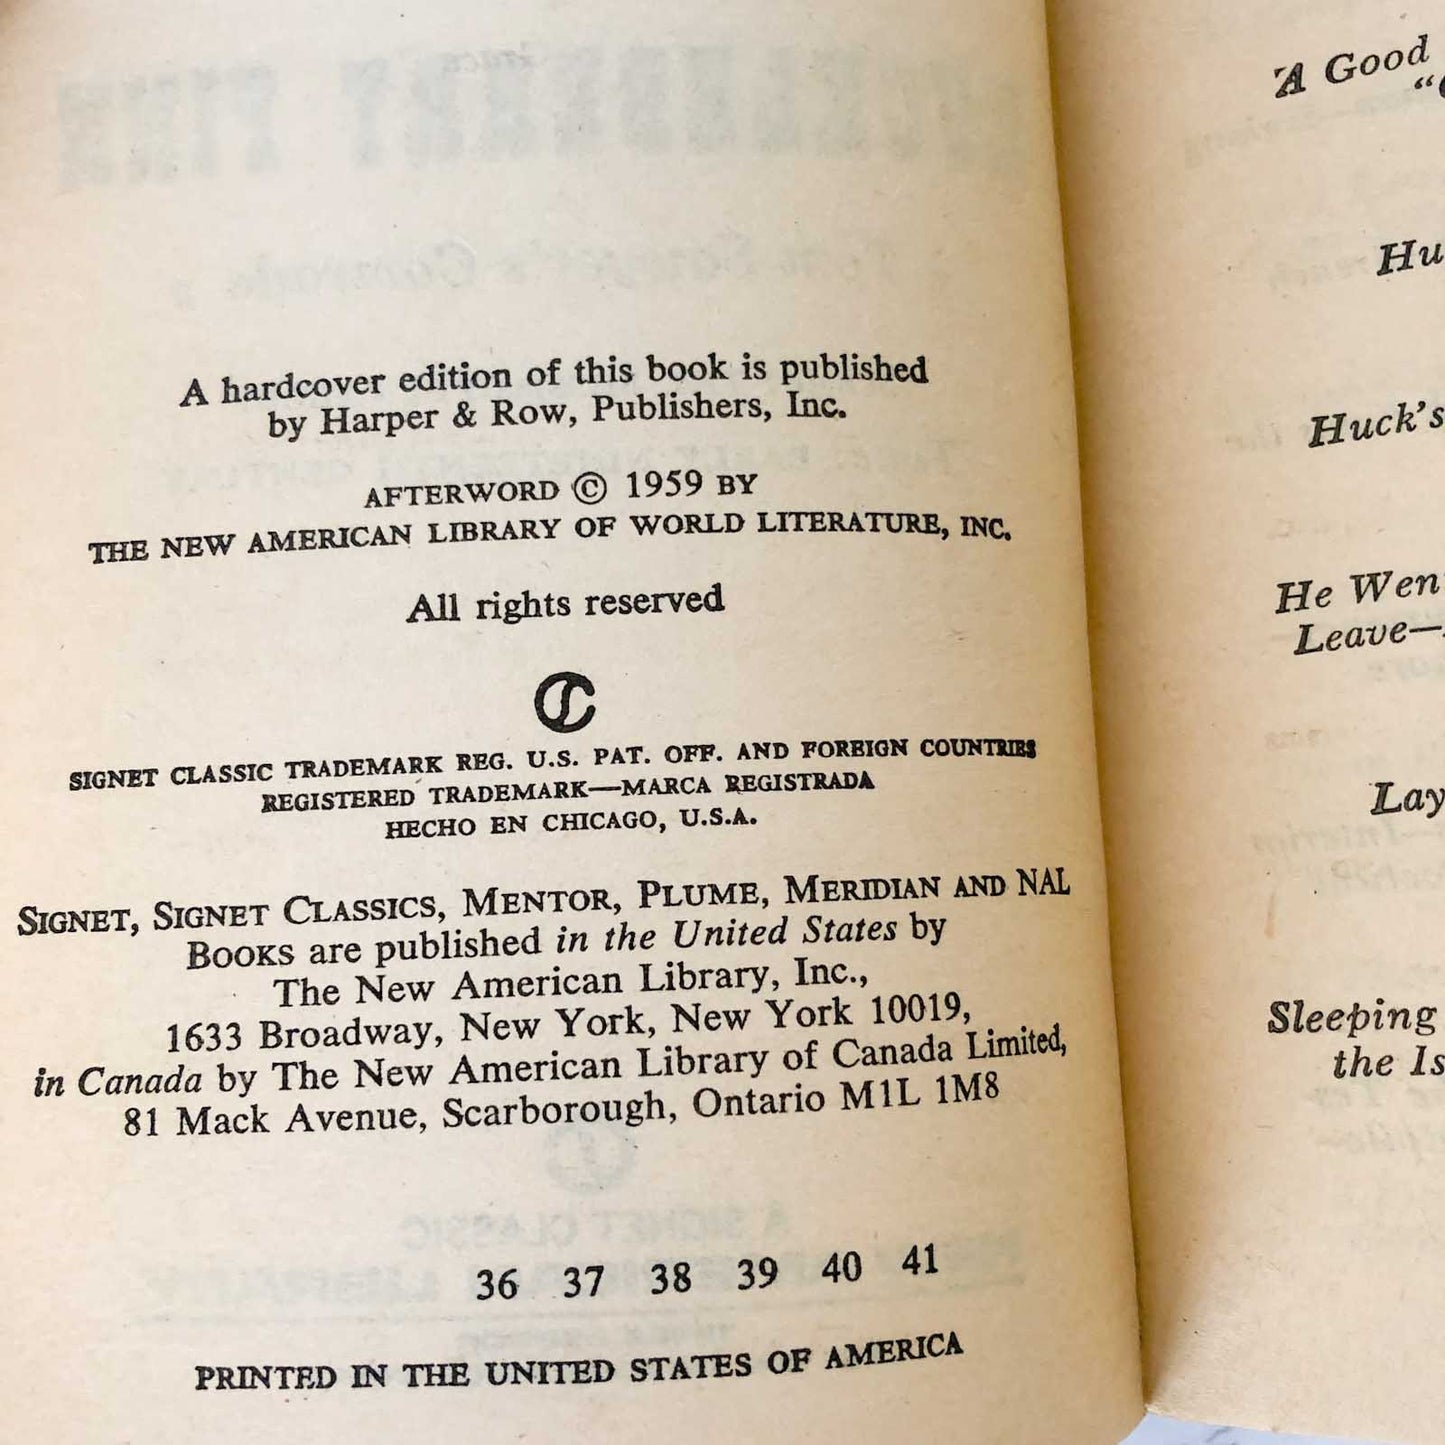 A hardcover edition of this book is published
by Harper & Row, Publishers, Inc.
AFTERWORD © 1959 BY
THE NEW AMERICAN LIBRARY OF WORLD LITERATURE, INC.
All rights reserved
SIGNET CLASSIC TRADEMARK REG. U.S. PAT. OFF. AND FOREIGN COUNTRIES
REGISTERED TRADEMARK—MARCA REGISTRADA
HECHO EN CHICAGO, U.S.A.
SIGNET, SIGNET CLASSICS, MENTOR, PLUME, MERIDIAN AND NAL
BOOKS are published in the United States by
The New American Library, Inc.,
1633 Broadway, New York, New York 10019,
in Canada by The New American Library of Canada Limited,
81 Mack Avenue, Scarborough, Ontario M1L 1M8
36 37 38 39 40 41
PRINTED IN THE UNITED STATES OF AMERICA
A Good
Huck's
He
Leave—
Sleeping
the